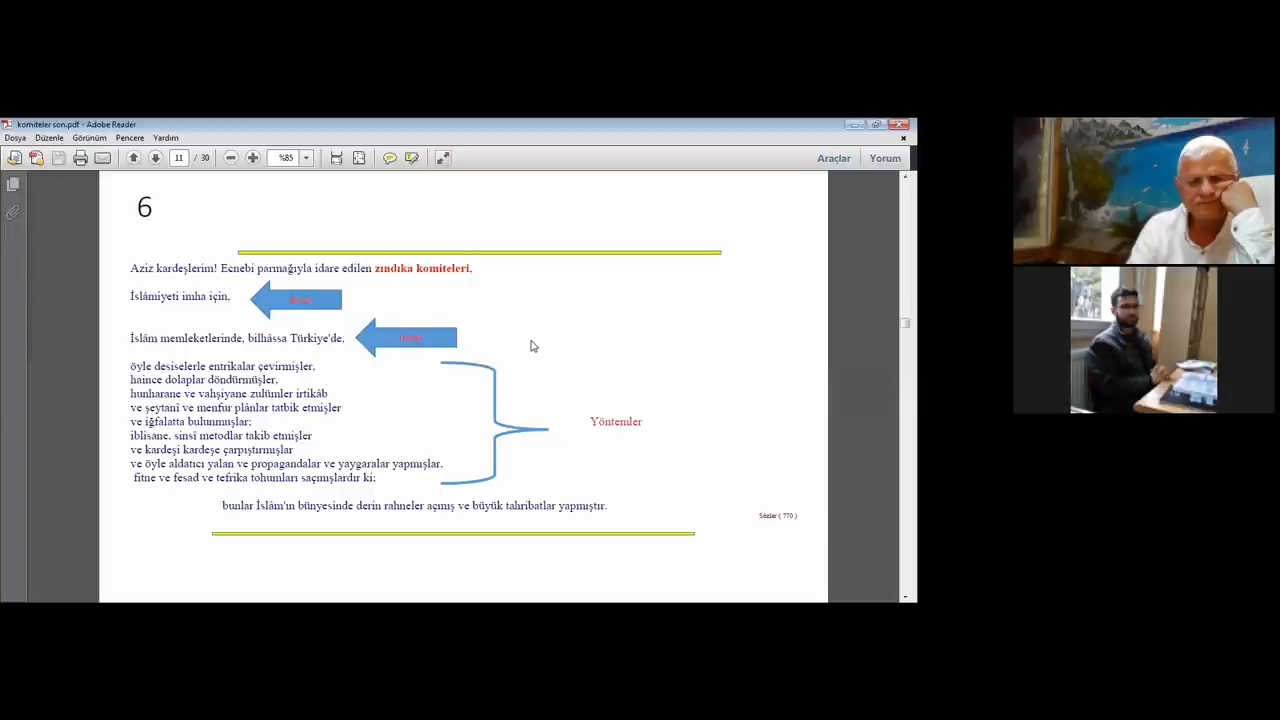 komiteler son.pdf - Adobe Reader
Dosya Düzenle Görünüm Pencere Yardım
11 / 30 %85 Araçlar Yorum
6
Aziz kardeşlerim! Ecnebi parmağıyla idare edilen zındıka komiteleri,
İslâmiyeti imha için,
İslâm memleketlerinde, bilhâssa Türkiye'de,
öyle desiselerle entrikalar çevirmişler,
haince dolaplar döndürmüşler,
hunharane ve vahşiyane zulümler irtikâb
ve şeytanî ve menfur plânlar tatbik etmişler
ve iğfalatta bulunmuşlar;
Yöntemler
iblisane, sinsi metodlar takib etmişler
ve kardeşi kardeşe çarpıştırmışlar
ve öyle aldatıcı yalan ve propagandalar ve yaygaralar yapmışlar,
fitne ve fesad ve tefrika tohumları saçmışlardır ki;
bunlar İslâm'ın bünyesinde derin rahneler açmış ve büyük tahribatlar yapmıştır.
Sözler ( 770 )